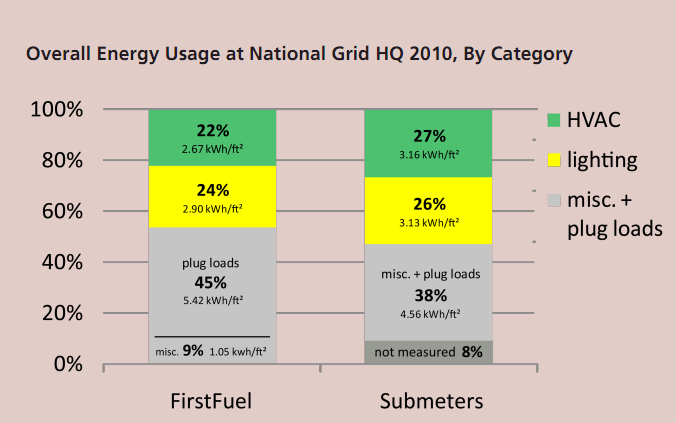 Overall Energy Usage at National Grid HQ 2010, By Category
100%
80%
60%
40%
20%
0%
22%
2.67 kWh/ft²
24%
2.90 kWh/ft²
plug loads
45%
5.42 kWh/ft²
misc. 9% 1.05 kwh/ft²
FirstFuel
27%
3.16 kWh/ft²
26%
3.13 kWh/ft²
misc. + plug loads
38%
4.56 kWh/ft²
not measured 8%
Submeters
HVAC
lighting
misc. +
plug loads